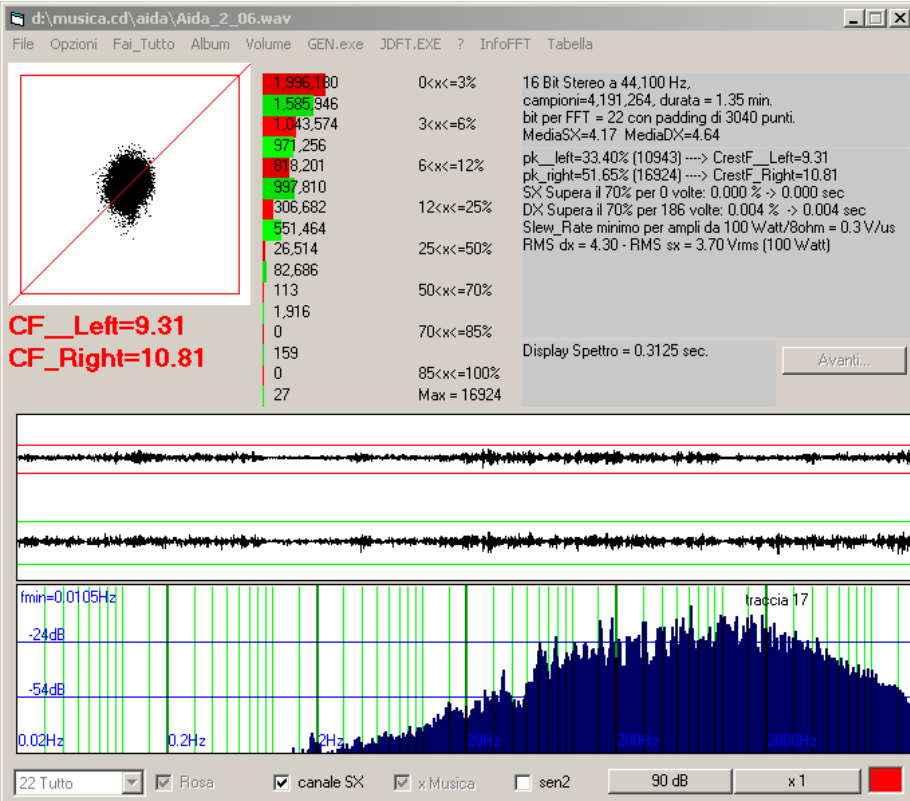 d:\musica.cd\aida\Aida_2_06.wav
File Opzioni Fai_Tutto Album Volume GEN.exe JDFT.EXE ? InfoFFT Tabella
1,996,180 0<x<=3%
1,585,946
1,043,574 3<x<=6%
971,256
818,201 6<x<=12%
997,810
306,682 12<x<=25%
551,464
26,514 25<x<=50%
82,686
113 50<x<=70%
1,916
0 70<x<=85%
159
0 85<x<=100%
27 Max = 16924
16 Bit Stereo a 44,100 Hz,
campioni=4,191,264, durata = 1.35 min.
bit per FFT = 22 con padding di 3040 punti.
MediaSX=4.17 MediaDX=4.64
pk__left=33.40% (10943) ----> CrestF__Left=9.31
pk_right=51.65% (16924) ----> CrestF_Right=10.81
SX Supera il 70% per 0 volte: 0.000 % -> 0.000 sec
DX Supera il 70% per 186 volte: 0.004 % -> 0.004 sec
Slew_Rate minimo per ampli da 100 Watt/8ohm = 0.3 V/us
RMS dx = 4.30 - RMS sx = 3.70 Vrms (100 Watt)
CF__Left=9.31
CF_Right=10.81
Display Spettro = 0.3125 sec.
Avanti...
fmin=0.0105Hz
traccia 17
-24dB
-54dB
0.02Hz 0.2Hz 2Hz 20Hz 200Hz 2000Hz
22 Tutto Rosa canale SX x Musica sen2 90 dB x 1